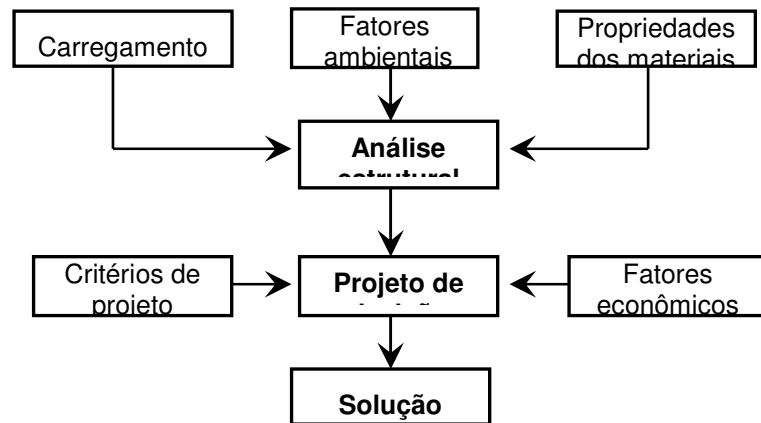 Carregamento
Fatores
ambientais
Propriedades
dos materiais
Análise
estrutural
Critérios de
projeto
Projeto de
Fatores
econômicos
Solução